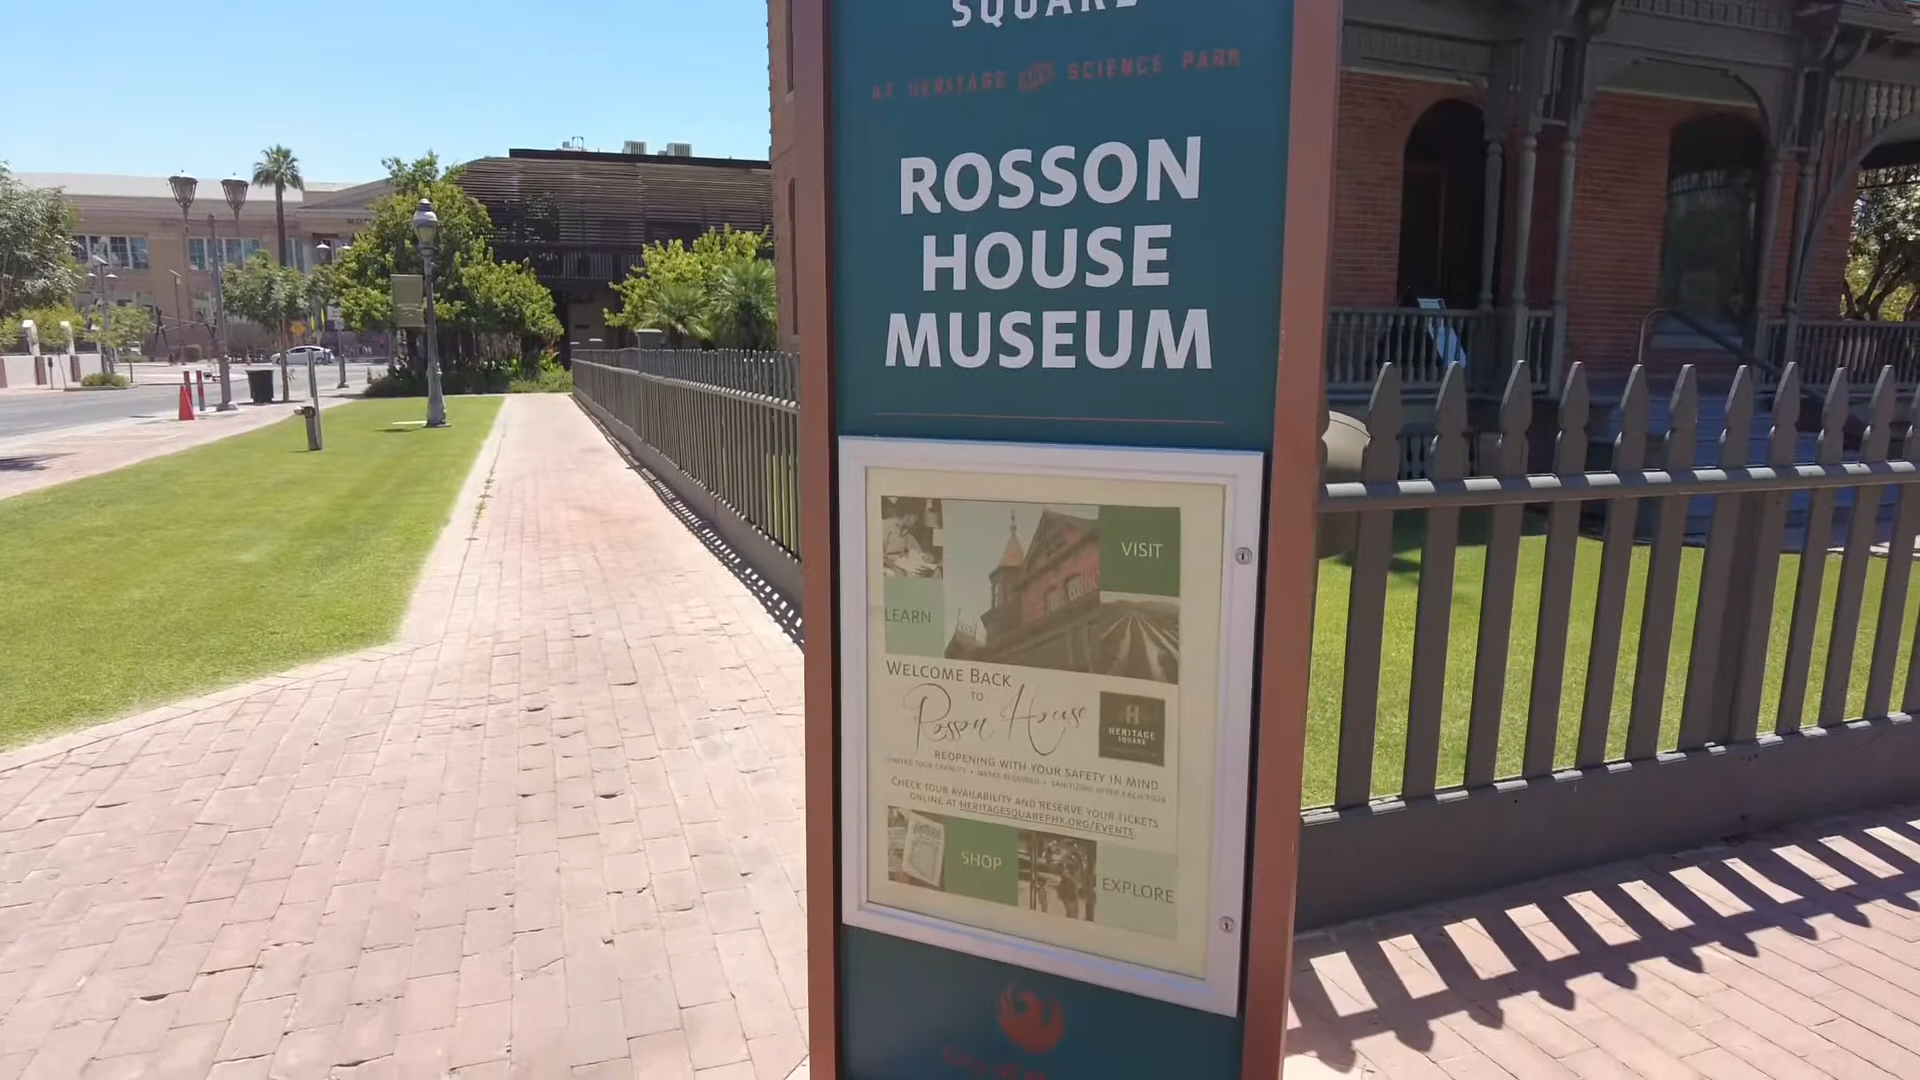 SQUARE
AT HERITAGE AND SCIENCE PARK
ROSSON
HOUSE
MUSEUM
VISIT
LEARN
WELCOME BACK
TO
Rosson House
H
HERITAGE
SQUARE
REOPENING WITH YOUR SAFETY IN MIND
LIMITED TOUR CAPACITY • MASKS REQUIRED • SANITIZING AFTER EACH TOUR
CHECK TOUR AVAILABILITY AND RESERVE YOUR TICKETS
ONLINE AT HERITAGESQUAREPHX.ORG/EVENTS.
SHOP
EXPLORE